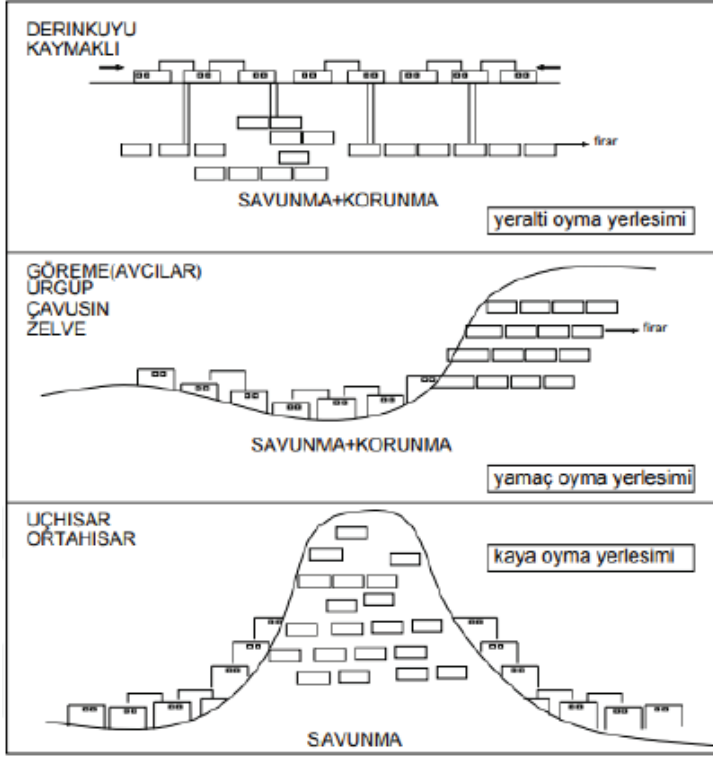 DERINKUYU
KAYMAKLI
firar
SAVUNMA+KORUNMA
yeralti oyma yerlesimi
GÖREME(AVCILAR)
ÜRGÜP
ÇAVUSIN
ZELVE
firar
SAVUNMA+KORUNMA
yamaç oyma yerlesimi
UÇHISAR
ORTAHISAR
kaya oyma yerlesimi
SAVUNMA